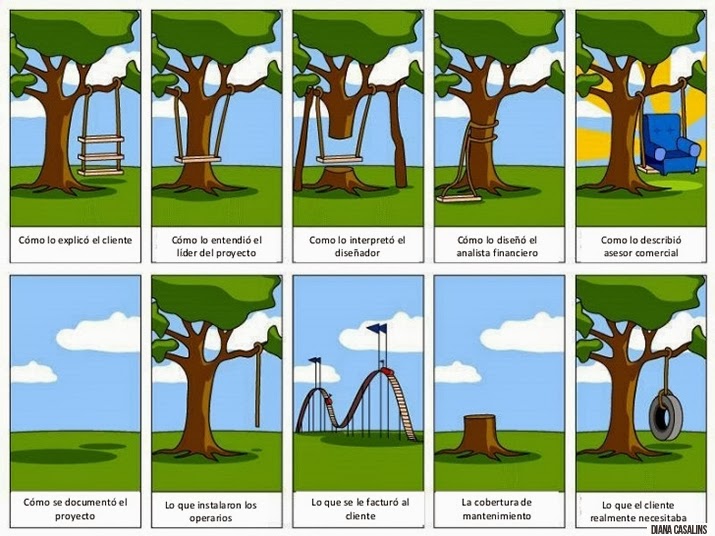 Cómo lo explicó el cliente
Cómo lo entendió el
líder del proyecto
Como lo interpretó el
diseñador
Cómo lo diseñó el
analista financiero
Como lo describió
asesor comercial
Cómo se documentó el
proyecto
Lo que instalaron los
operarios
Lo que se le facturó al
cliente
La cobertura de
mantenimiento
Lo que el cliente
realmente necesitaba
DIANA CASALINS